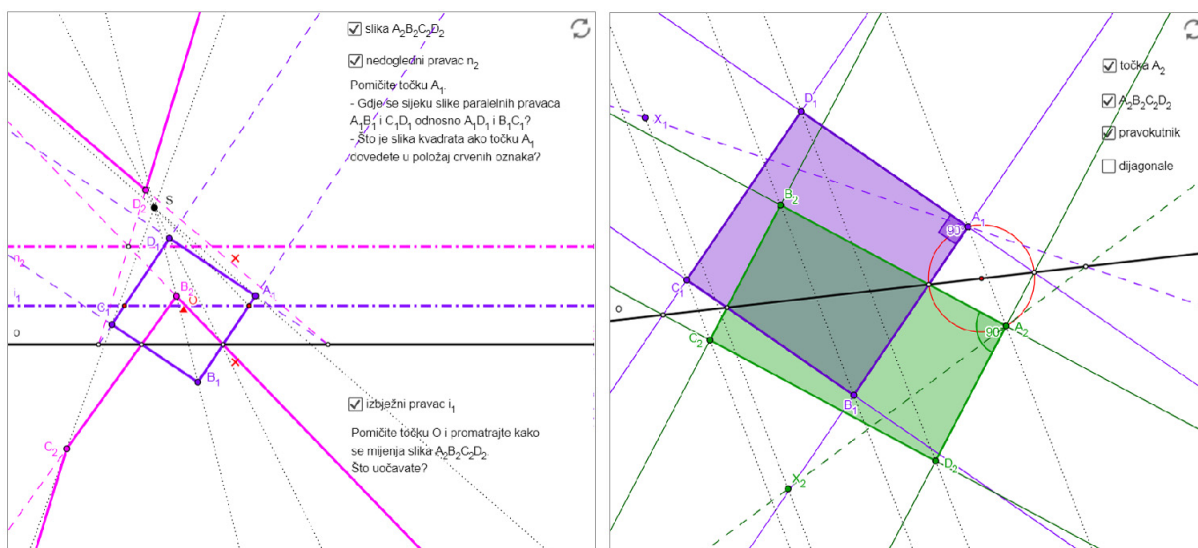 slika A₂B₂C₂D₂
nedogledni pravac n₂
Pomičite točku A₁.
- Gdje se sijeku slike paralelnih pravaca
A₁B₁ i C₁D₁ odnosno A₁D₁ i B₁C₁?
- Što je slika kvadrata ako točku A₁
dovedete u položaj crvenih oznaka?
D₂
S
D₁
n₂
i₁
C₁
o
B₁
C₂
izbježni pravac i₁
Pomičite točku O i promatrajte kako
se mijenja slika A₂B₂C₂D₂.
Što uočavate?
točka A₂
A₂B₂C₂D₂
pravokutnik
dijagonale
D₁
X₁
B₂
A₁
90°
C₁
o
A₂
90°
C₂
B₁
D₂
X₂